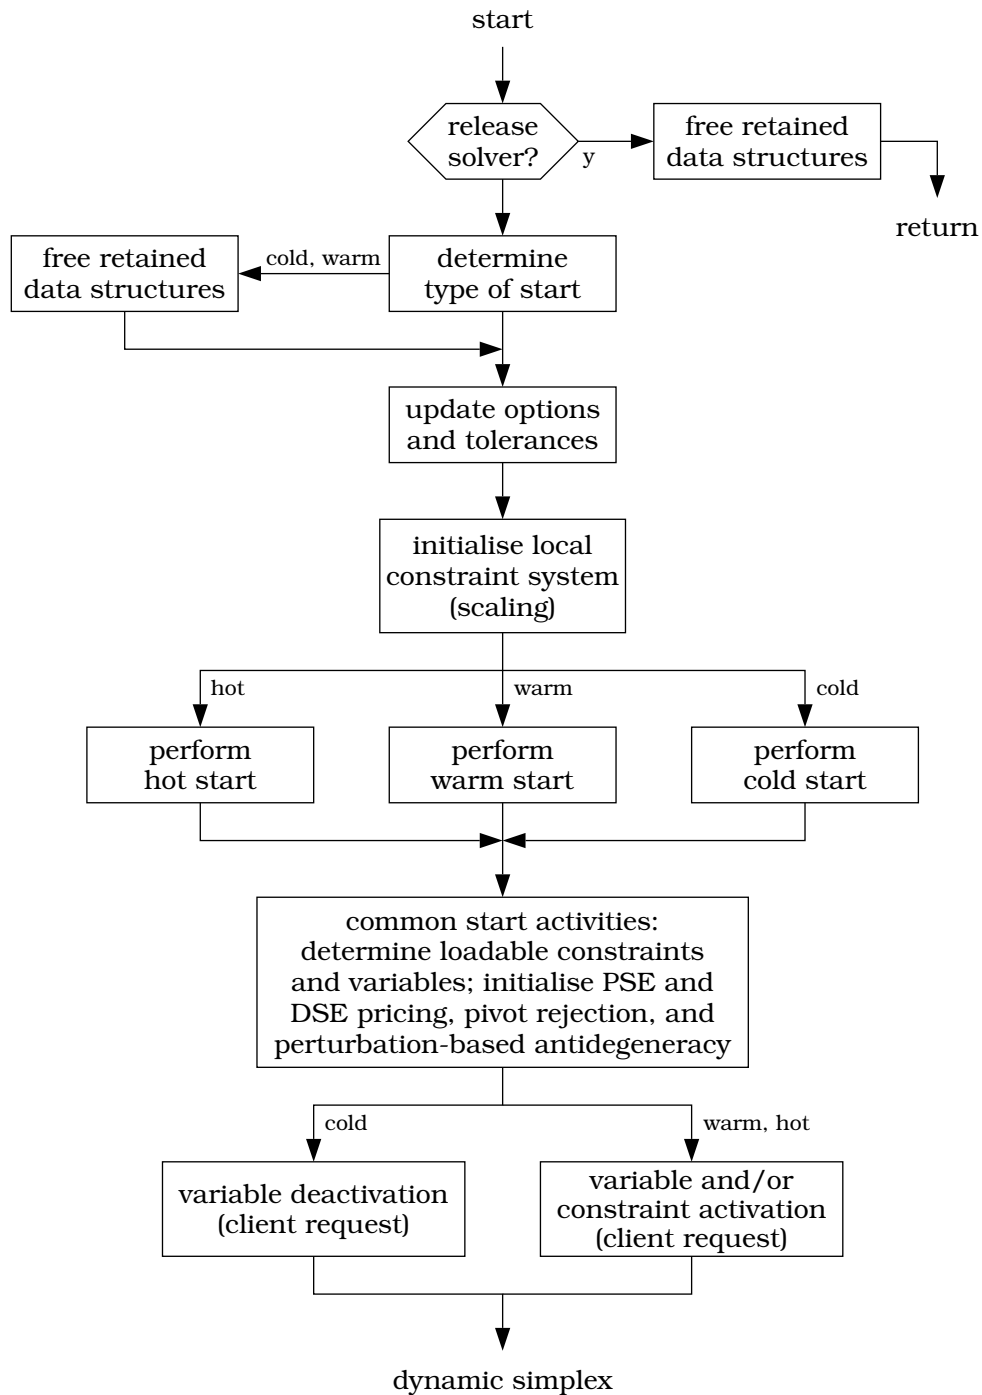 start
release
solver?
y
free retained
data structures
return
free retained
data structures
cold, warm
determine
type of start
update options
and tolerances
initialise local
constraint system
(scaling)
hot
warm
cold
perform
hot start
perform
warm start
perform
cold start
common start activities:
determine loadable constraints
and variables; initialise PSE and
DSE pricing, pivot rejection, and
perturbation-based antidegeneracy
cold
warm, hot
variable deactivation
(client request)
variable and/or
constraint activation
(client request)
dynamic simplex